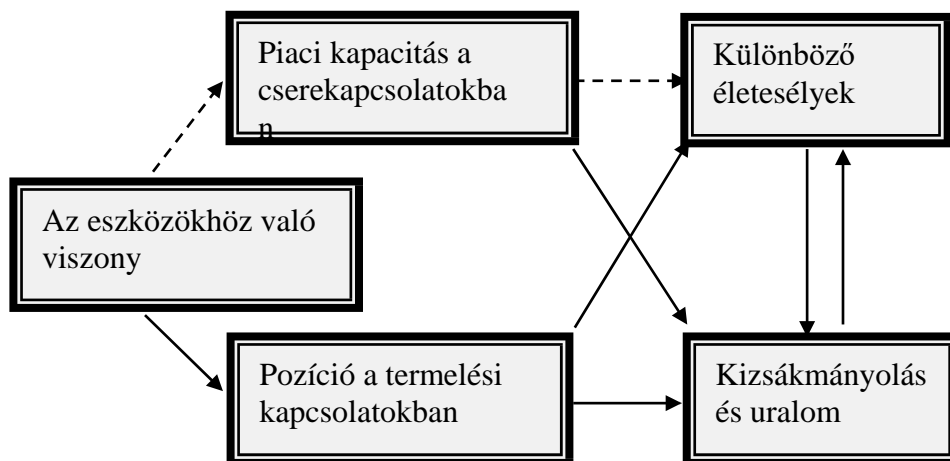 Piaci kapacitás a
cserekapcsolatokba
n
Különböző
életesélyek
Az eszközökhöz való
viszony
Pozíció a termelési
kapcsolatokban
Kizsákmányolás
és uralom